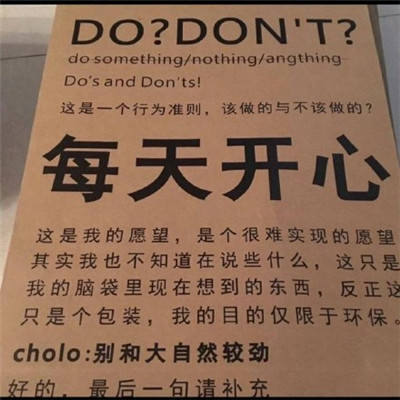 DO?DON'T?
do something/nothing/angthing
Do's and Don'ts!
这是一个行为准则，该做的与不该做的？
每天开心
这是我的愿望，是个很难实现的愿望
其实我也不知道在说些什么，这只是
我的脑袋里现在想到的东西，反正这
只是个包装，我的目的仅限于环保。
cholo:别和大自然较劲
好的，最后一句请补充